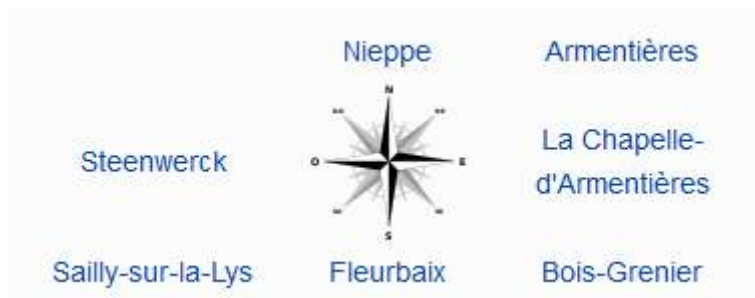 Nieppe Armentières
N
Steenwerck
O E
La Chapelle-
d'Armentières
S
Sailly-sur-la-Lys Fleurbaix Bois-Grenier